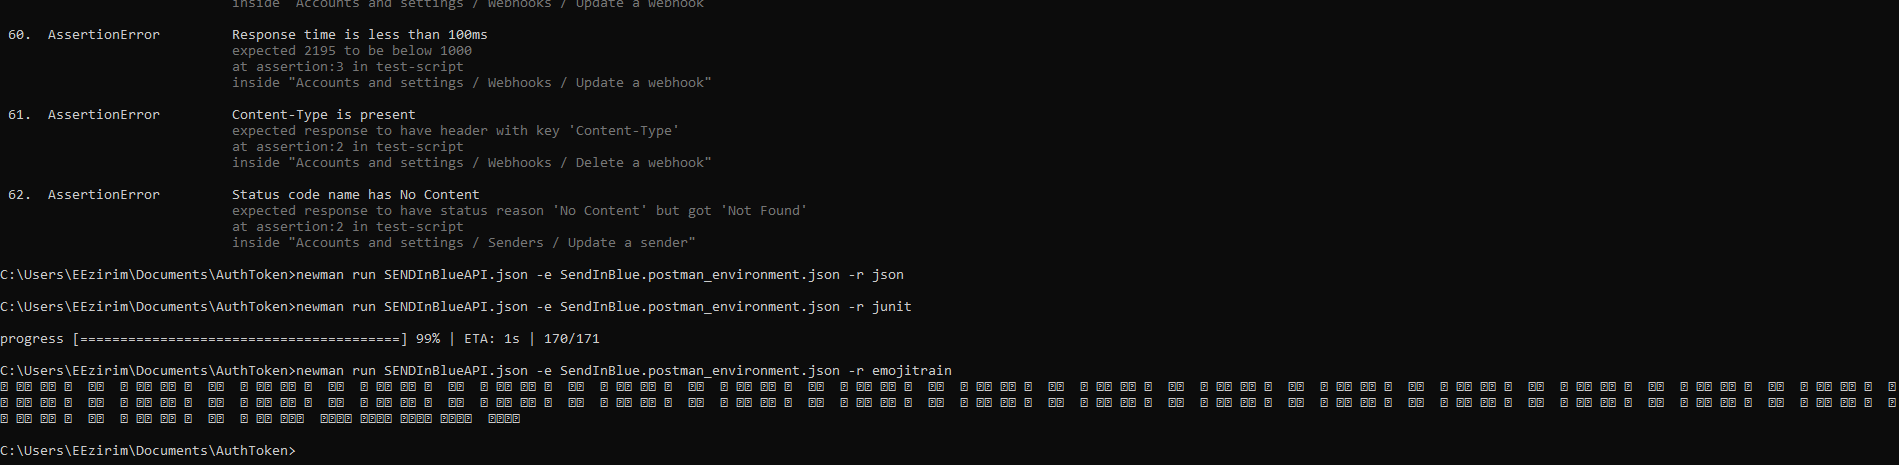 inside "Accounts and settings / Webhooks / Update a webhook"
60. AssertionError Response time is less than 100ms
expected 2195 to be below 1000
at assertion:3 in test-script
inside "Accounts and settings / Webhooks / Update a webhook"
61. AssertionError Content-Type is present
expected response to have header with key 'Content-Type'
at assertion:2 in test-script
inside "Accounts and settings / Webhooks / Delete a webhook"
62. AssertionError Status code name has No Content
expected response to have status reason 'No Content' but got 'Not Found'
at assertion:2 in test-script
inside "Accounts and settings / Senders / Update a sender"
C:\Users\EEzirim\Documents\AuthToken>newman run SENDInBlueAPI.json -e SendInBlue.postman_environment.json -r json
C:\Users\EEzirim\Documents\AuthToken>newman run SENDInBlueAPI.json -e SendInBlue.postman_environment.json -r junit
progress [========================================] 99% | ETA: 1s | 170/171
C:\Users\EEzirim\Documents\AuthToken>newman run SENDInBlueAPI.json -e SendInBlue.postman_environment.json -r emojitrain
C:\Users\EEzirim\Documents\AuthToken>